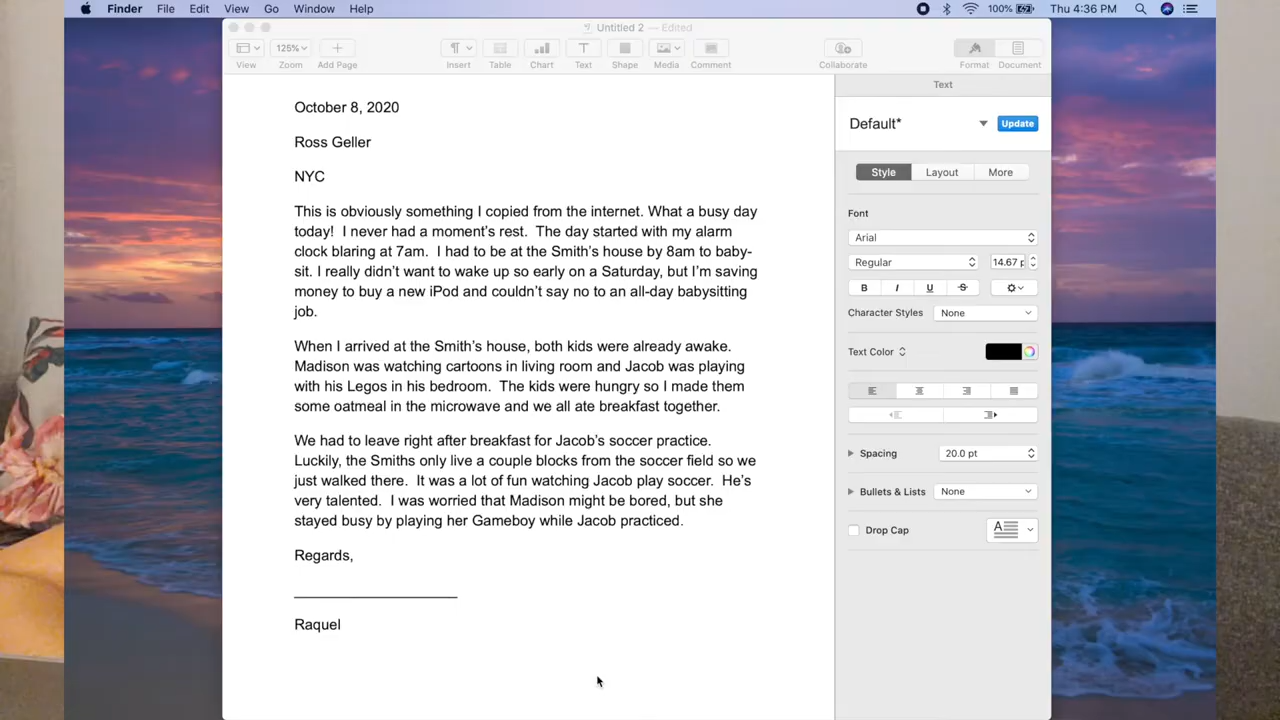 Finder File Edit View Go Window Help 100% Thu 4:36 PM
Untitled 2 — Edited
125%
View Zoom Add Page Insert Table Chart Text Shape Media Comment Collaborate Format Document
Text
October 8, 2020
Default* Update
Ross Geller
NYC
Style Layout More
This is obviously something I copied from the internet. What a busy day
today!  I never had a moment's rest.  The day started with my alarm
clock blaring at 7am.  I had to be at the Smith's house by 8am to baby-
sit. I really didn't want to wake up so early on a Saturday, but I'm saving
money to buy a new iPod and couldn't say no to an all-day babysitting
job.
When I arrived at the Smith's house, both kids were already awake.
Madison was watching cartoons in living room and Jacob was playing
with his Legos in his bedroom.  The kids were hungry so I made them
some oatmeal in the microwave and we all ate breakfast together.
We had to leave right after breakfast for Jacob's soccer practice.
Luckily, the Smiths only live a couple blocks from the soccer field so we
just walked there.  It was a lot of fun watching Jacob play soccer.  He's
very talented.  I was worried that Madison might be bored, but she
stayed busy by playing her Gameboy while Jacob practiced.
Regards,
Raquel
Font
Arial
Regular 14.67 p
B I U S
Character Styles None
Text Color
Spacing 20.0 pt
Bullets & Lists None
Drop Cap A